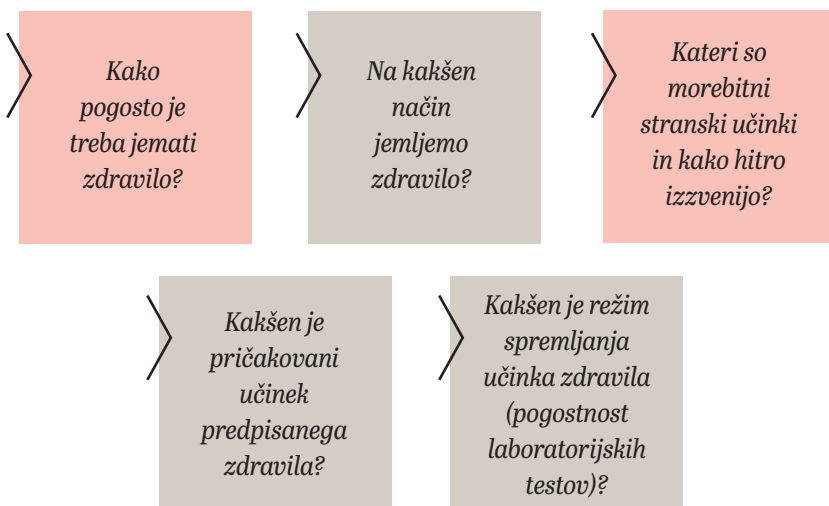 Kako
pogosto je
treba jemati
zdravilo?
Na kakšen
način
jemljemo
zdravilo?
Kateri so
morebitni
stranski učinki
in kako hitro
izzvenijo?
Kakšen je
pričakovani
učinek
predpisanega
zdravila?
Kakšen je režim
spremljanja
učinka zdravila
(pogostnost
laboratorijskih
testov)?